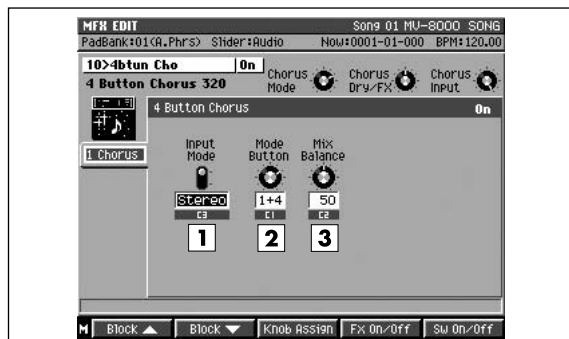 MFX EDIT Song 01 MV-8000 SONG
PadBank:01(A.Phrs) Slider:Audio Now:0001-01-000 BPM:120.00
10>4btun Cho On
4 Button Chorus 320
Chorus Mode
Chorus Dry/FX
Chorus Input
4 Button Chorus On
1 Chorus
Input Mode
Mode Button
Mix Balance
Stereo 1+4 50
C3 C1 C2
1 2 3
M Block ▲ Block ▼ Knob Assign FX On/Off SW On/Off